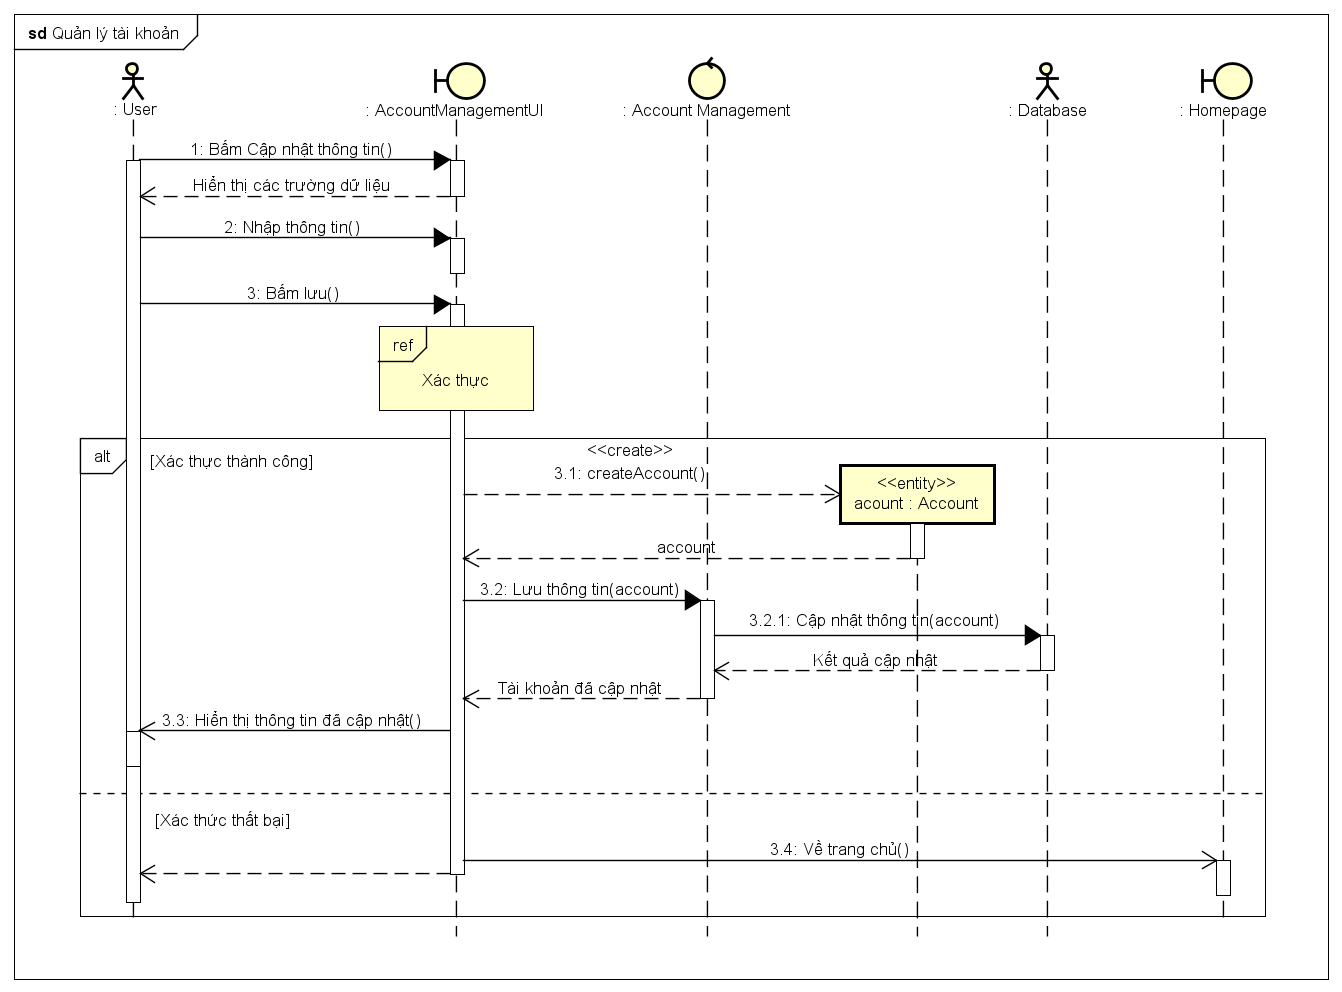 sd Quản lý tài khoản
: User
: AccountManagementUI
: Account Management
: Database
: Homepage
1: Bấm Cập nhật thông tin()
Hiển thị các trường dữ liệu
2: Nhập thông tin()
3: Bấm lưu()
ref
Xác thực
alt
[Xác thực thành công]
<<create>>
3.1: createAccount()
<<entity>>
acount : Account
account
3.2: Lưu thông tin(account)
3.2.1: Cập nhật thông tin(account)
Kết quả cập nhật
Tài khoản đã cập nhật
3.3: Hiển thị thông tin đã cập nhật()
[Xác thức thất bại]
3.4: Về trang chủ()